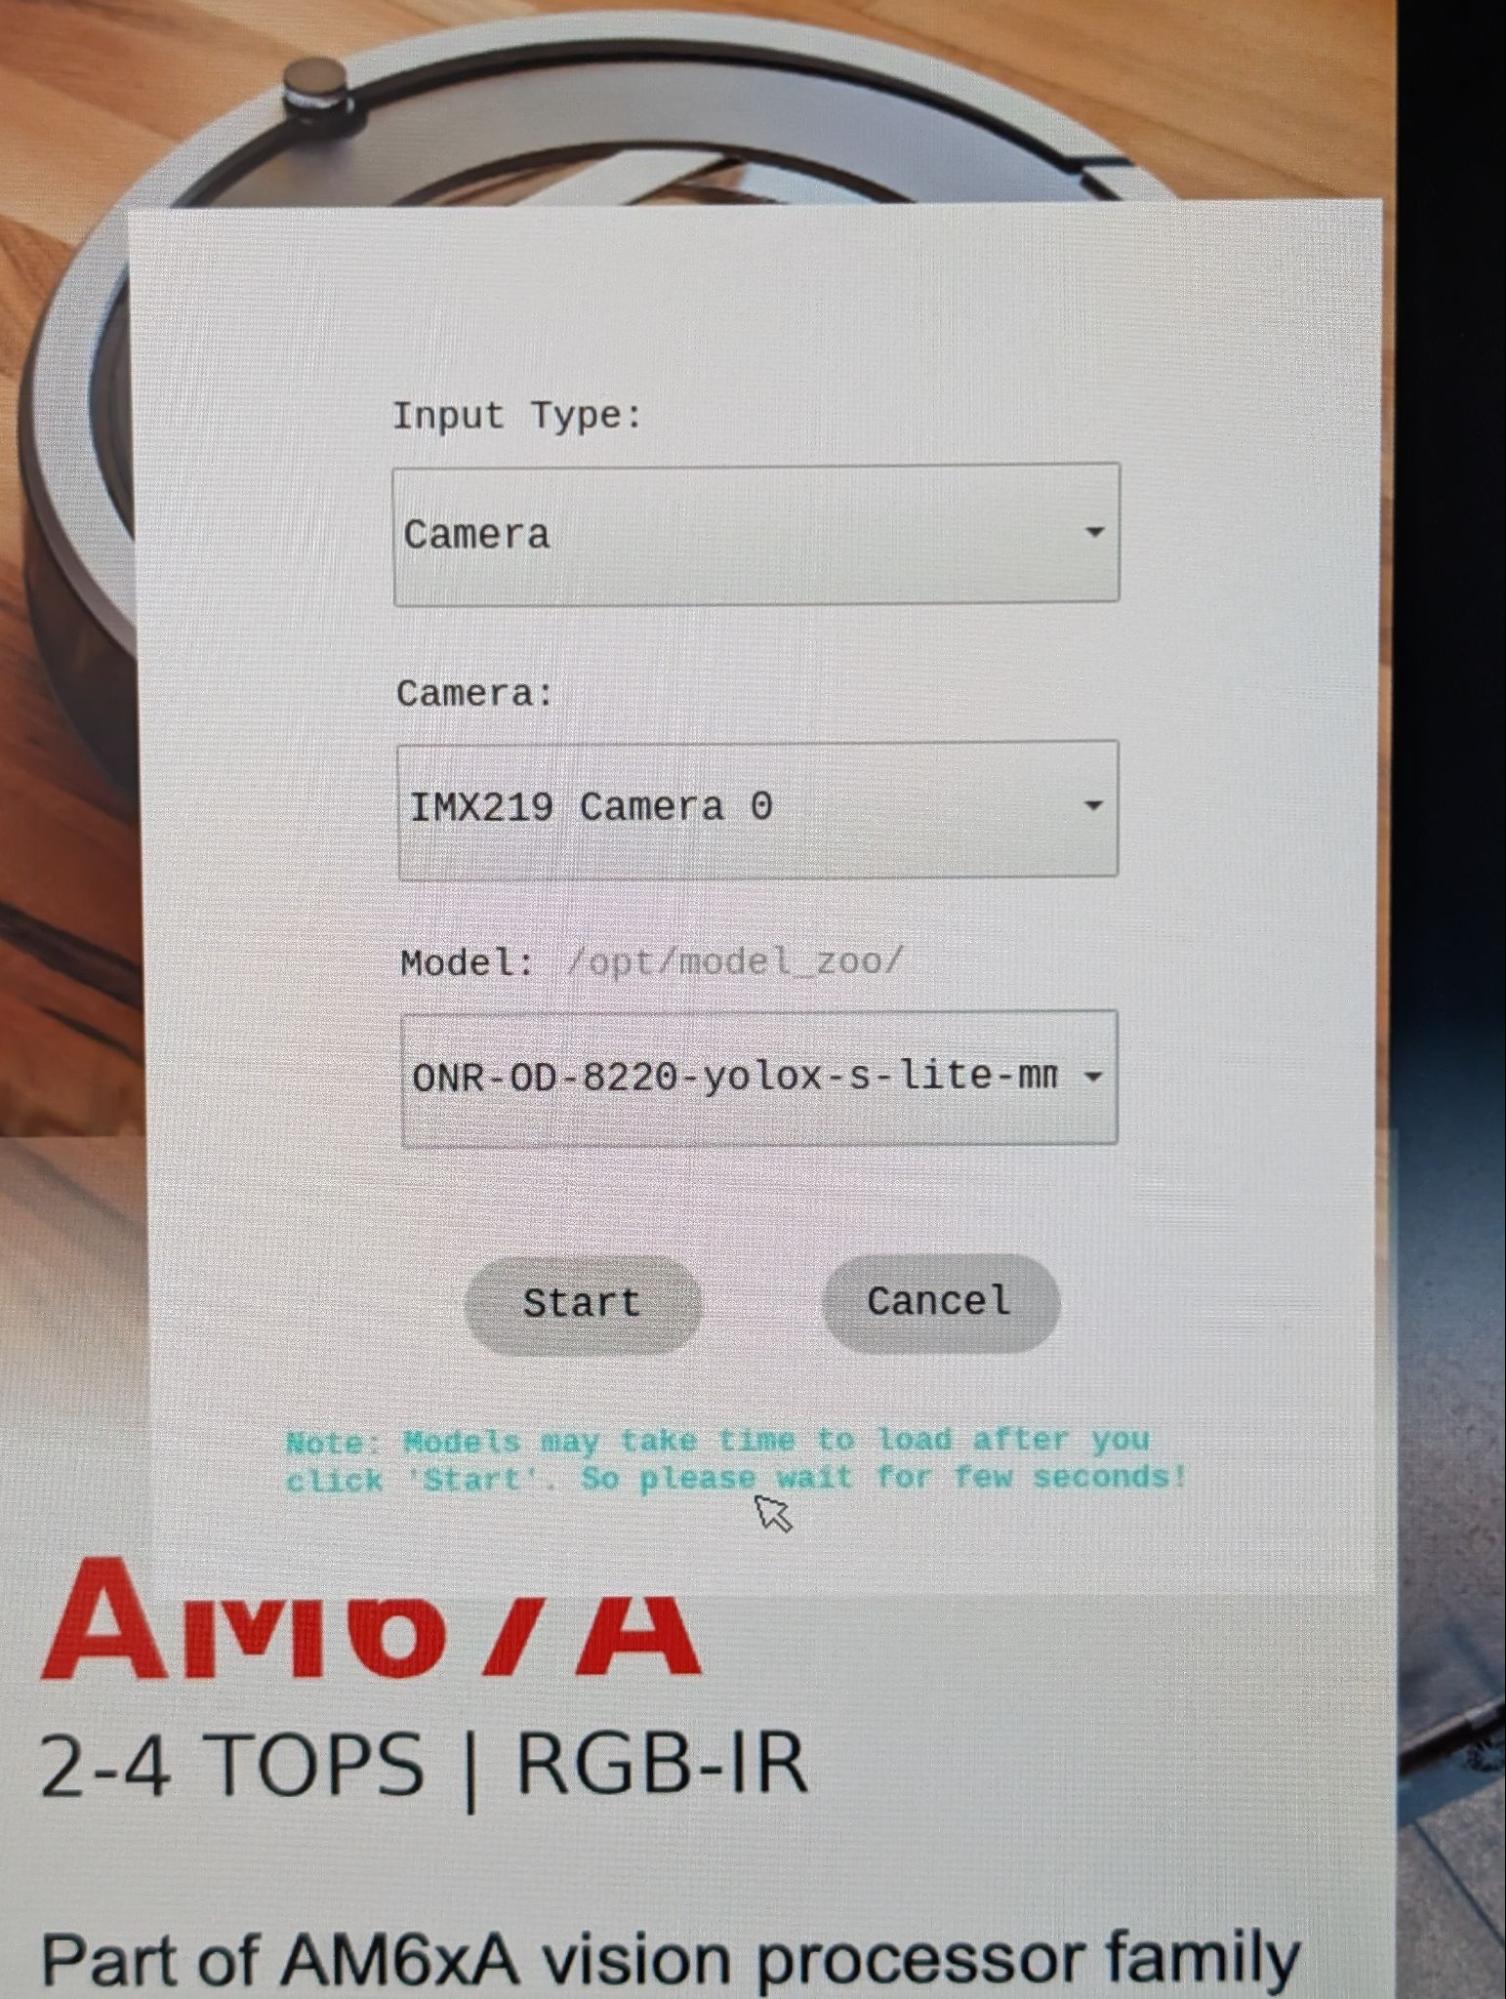 Input Type:
Camera
Camera:
IMX219 Camera 0
Model: /opt/model_zoo/
ONR-OD-8220-yolox-s-lite-mm
Start Cancel
Note: Models may take time to load after you
click 'Start'. So please wait for few seconds!
AM67A
2-4 TOPS | RGB-IR
Part of AM6xA vision processor family